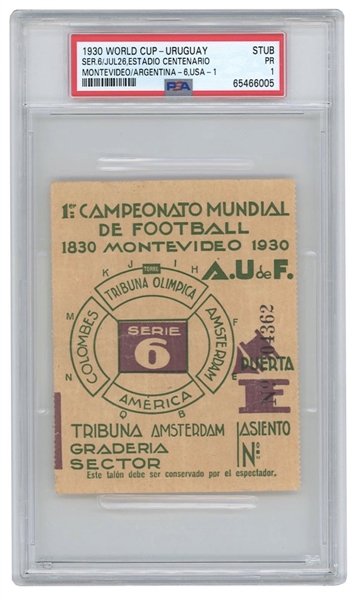 1930 WORLD CUP - URUGUAY STUB
SER.6/JUL26,ESTADIO CENTENARIO PR
MONTEVIDEO/ARGENTINA - 6,USA - 1 1
PSA 65466005
1er CAMPEONATO MUNDIAL
DE FOOTBALL
1830 MONTEVIDEO 1930
A.U de F.
K J TORRE I H
TRIBUNA OLIMPICA
M COLOMBES N
SERIE
6
AMSTERDAM F E
AMÉRICA
Q B
PUERTA
E
TRIBUNA AMSTERDAM ASIENTO
GRADERIA
SECTOR
Nº
Este talón debe ser conservado por el espectador.